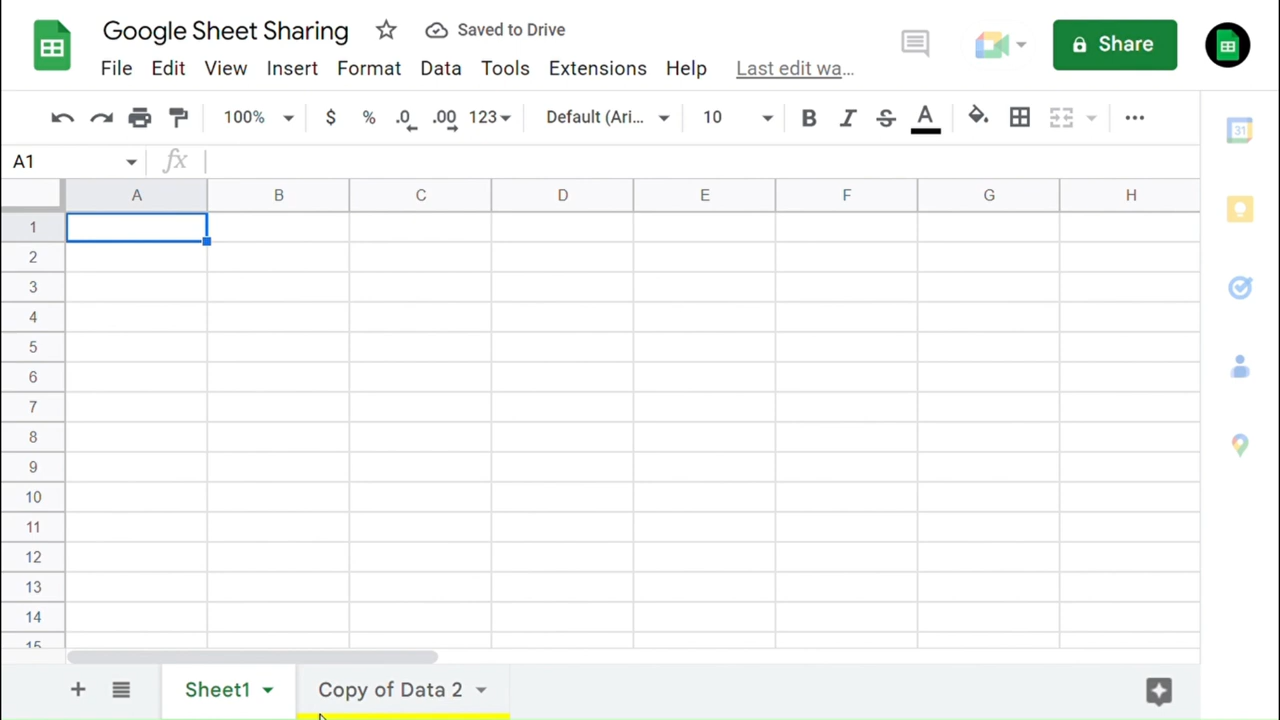 Google Sheet Sharing Saved to Drive
Share
File Edit View Insert Format Data Tools Extensions Help Last edit wa...
100% $ % .0 .00 123 Default (Ari... 10 B I S A
A1 fx
A B C D E F G H
1
2
3
4
5
6
7
8
9
10
11
12
13
14
15
31
+ Sheet1 Copy of Data 2